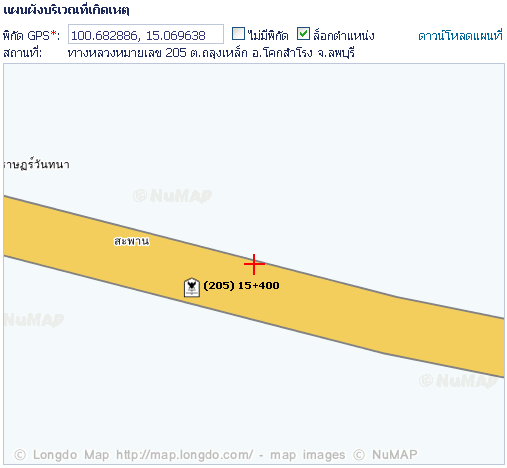 แผนผังบริเวณที่เกิดเหตุ
พิกัด GPS*: 100.682886, 15.069638 ไม่มีพิกัด ล็อกตำแหน่ง ดาวน์โหลดแผนที่
สถานที่: ทางหลวงหมายเลข 205 ต.ถลุงเหล็ก อ.โคกสำโรง จ.ลพบุรี
ราษฎร์วันทนา
© NuMAP
สะพาน
(205) 15+400
NuMAP
© NuMAP
© Longdo Map http://map.longdo.com/ - map images © NuMAP